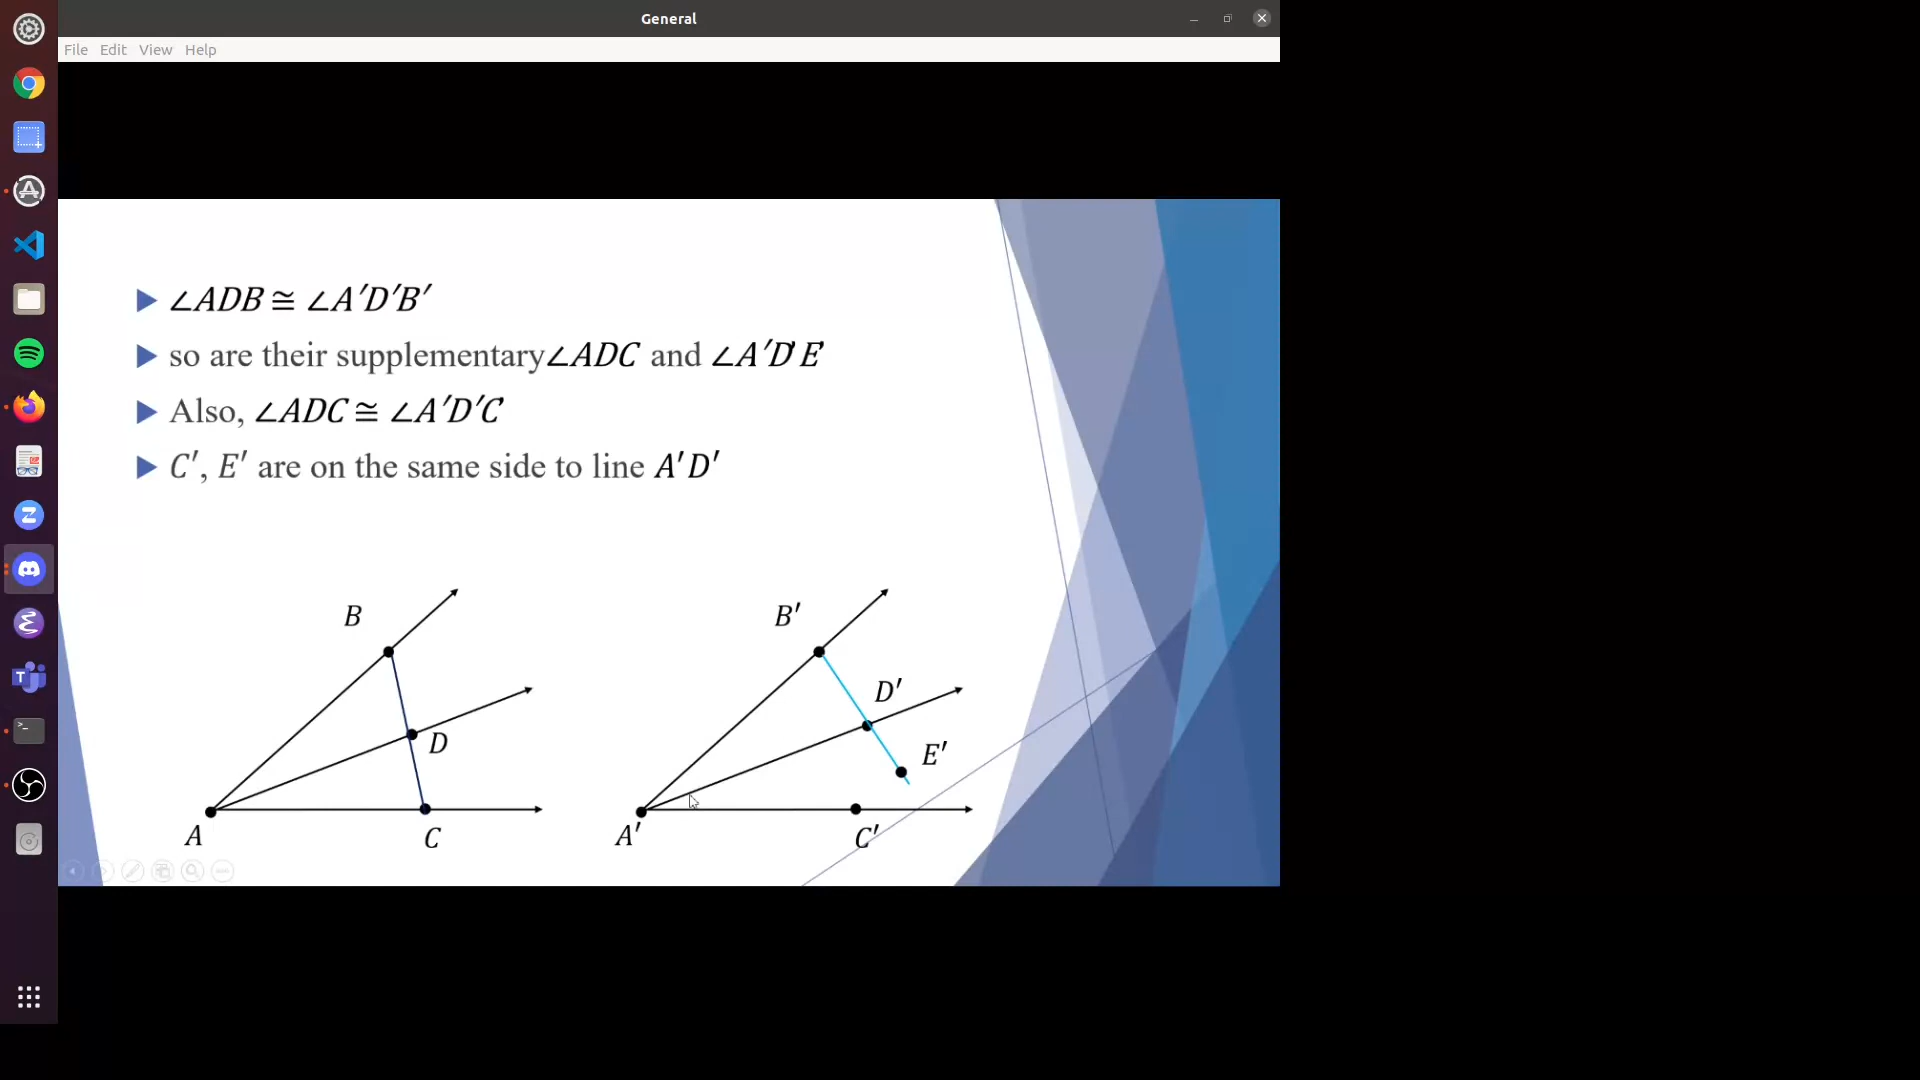 General
File Edit View Help
∠ADB ≅ ∠A′D′B′
so are their supplementary∠ADC and ∠A′D′E′
Also, ∠ADC ≅ ∠A′D′C′
C′, E′ are on the same side to line A′D′
B
B′
D′
D
E′
A
C
A′
C′